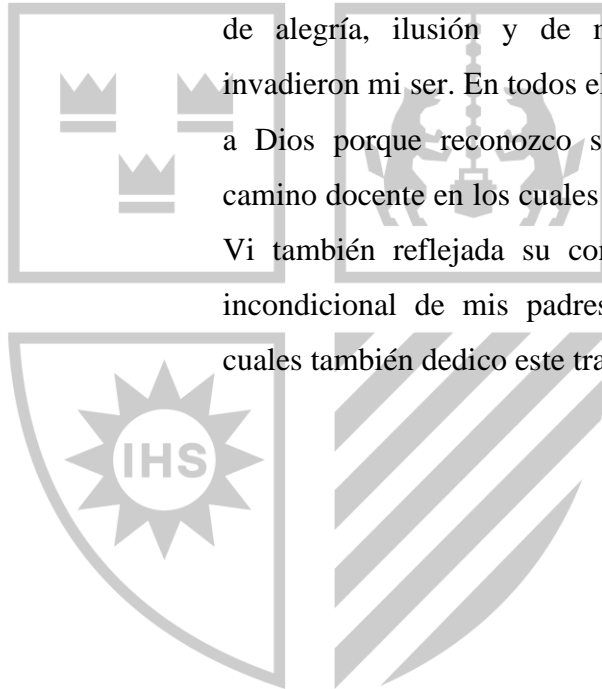 de alegría, ilusión y de
invadieron mi ser. En todos
a Dios porque reconozco
camino docente en los cuales
Vi también reflejada su
incondicional de mis padres
cuales también dedico este
IHS